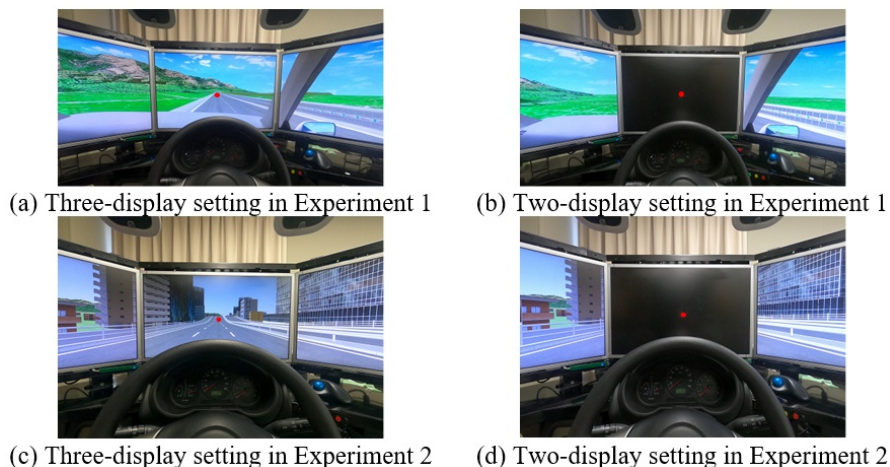 (a) Three-display setting in Experiment 1
(b) Two-display setting in Experiment 1
(c) Three-display setting in Experiment 2
(d) Two-display setting in Experiment 2